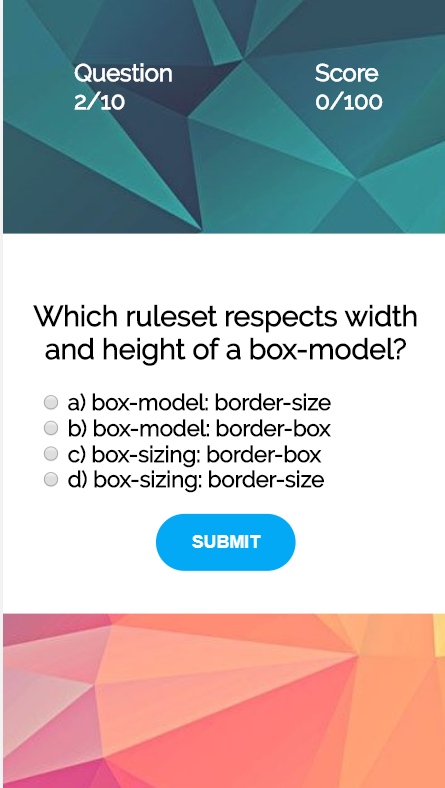 Question
2/10
Score
0/100
Which ruleset respects width
and height of a box-model?
a) box-model: border-size
b) box-model: border-box
c) box-sizing: border-box
d) box-sizing: border-size
SUBMIT